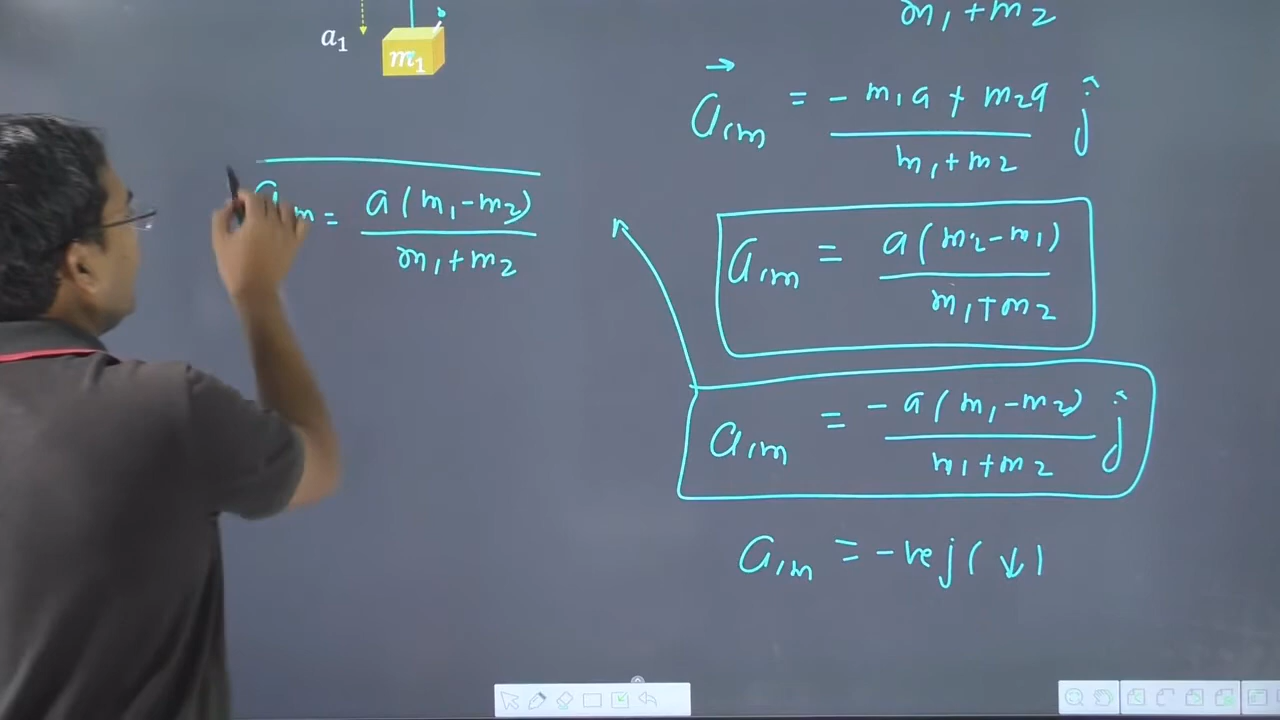 a₁
m₁
acm = a(m₁-m₂) / m₁+m₂
m₁+m₂
acm = -m₁a+m₂a / m₁+m₂ ĵ
acm = a(m₂-m₁) / m₁+m₂
acm = -a(m₁-m₂) / m₁+m₂ ĵ
acm = -ve j(↓)